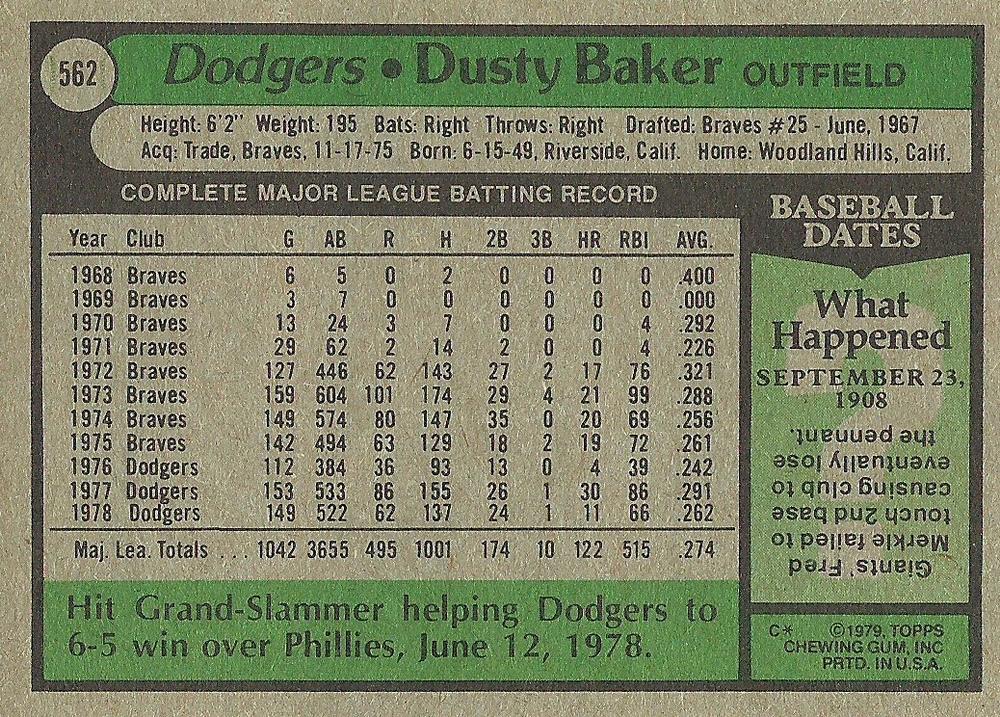 562
Dodgers • Dusty Baker OUTFIELD
Height: 6'2" Weight: 195 Bats: Right Throws: Right Drafted: Braves #25 - June, 1967
Acq: Trade, Braves, 11-17-75 Born: 6-15-49, Riverside, Calif. Home: Woodland Hills, Calif.
COMPLETE MAJOR LEAGUE BATTING RECORD
Year Club G AB R H 2B 3B HR RBI AVG.
1968 Braves 6 5 0 2 0 0 0 0 .400
1969 Braves 3 7 0 0 0 0 0 0 .000
1970 Braves 13 24 3 7 0 0 0 4 .292
1971 Braves 29 62 2 14 2 0 0 4 .226
1972 Braves 127 446 62 143 27 2 17 76 .321
1973 Braves 159 604 101 174 29 4 21 99 .288
1974 Braves 149 574 80 147 35 0 20 69 .256
1975 Braves 142 494 63 129 18 2 19 72 .261
1976 Dodgers 112 384 36 93 13 0 4 39 .242
1977 Dodgers 153 533 86 155 26 1 30 86 .291
1978 Dodgers 149 522 62 137 24 1 11 66 .262
Maj. Lea. Totals ... 1042 3655 495 1001 174 10 122 515 .274
Hit Grand-Slammer helping Dodgers to
6-5 win over Phillies, June 12, 1978.
BASEBALL
DATES
What
Happened
SEPTEMBER 23,
1908
Giants' Fred
Merkle failed to
touch 2nd base
causing club to
eventually lose
the pennant.
C* ©1979, TOPPS
CHEWING GUM, INC
PRTD. IN U.S.A.